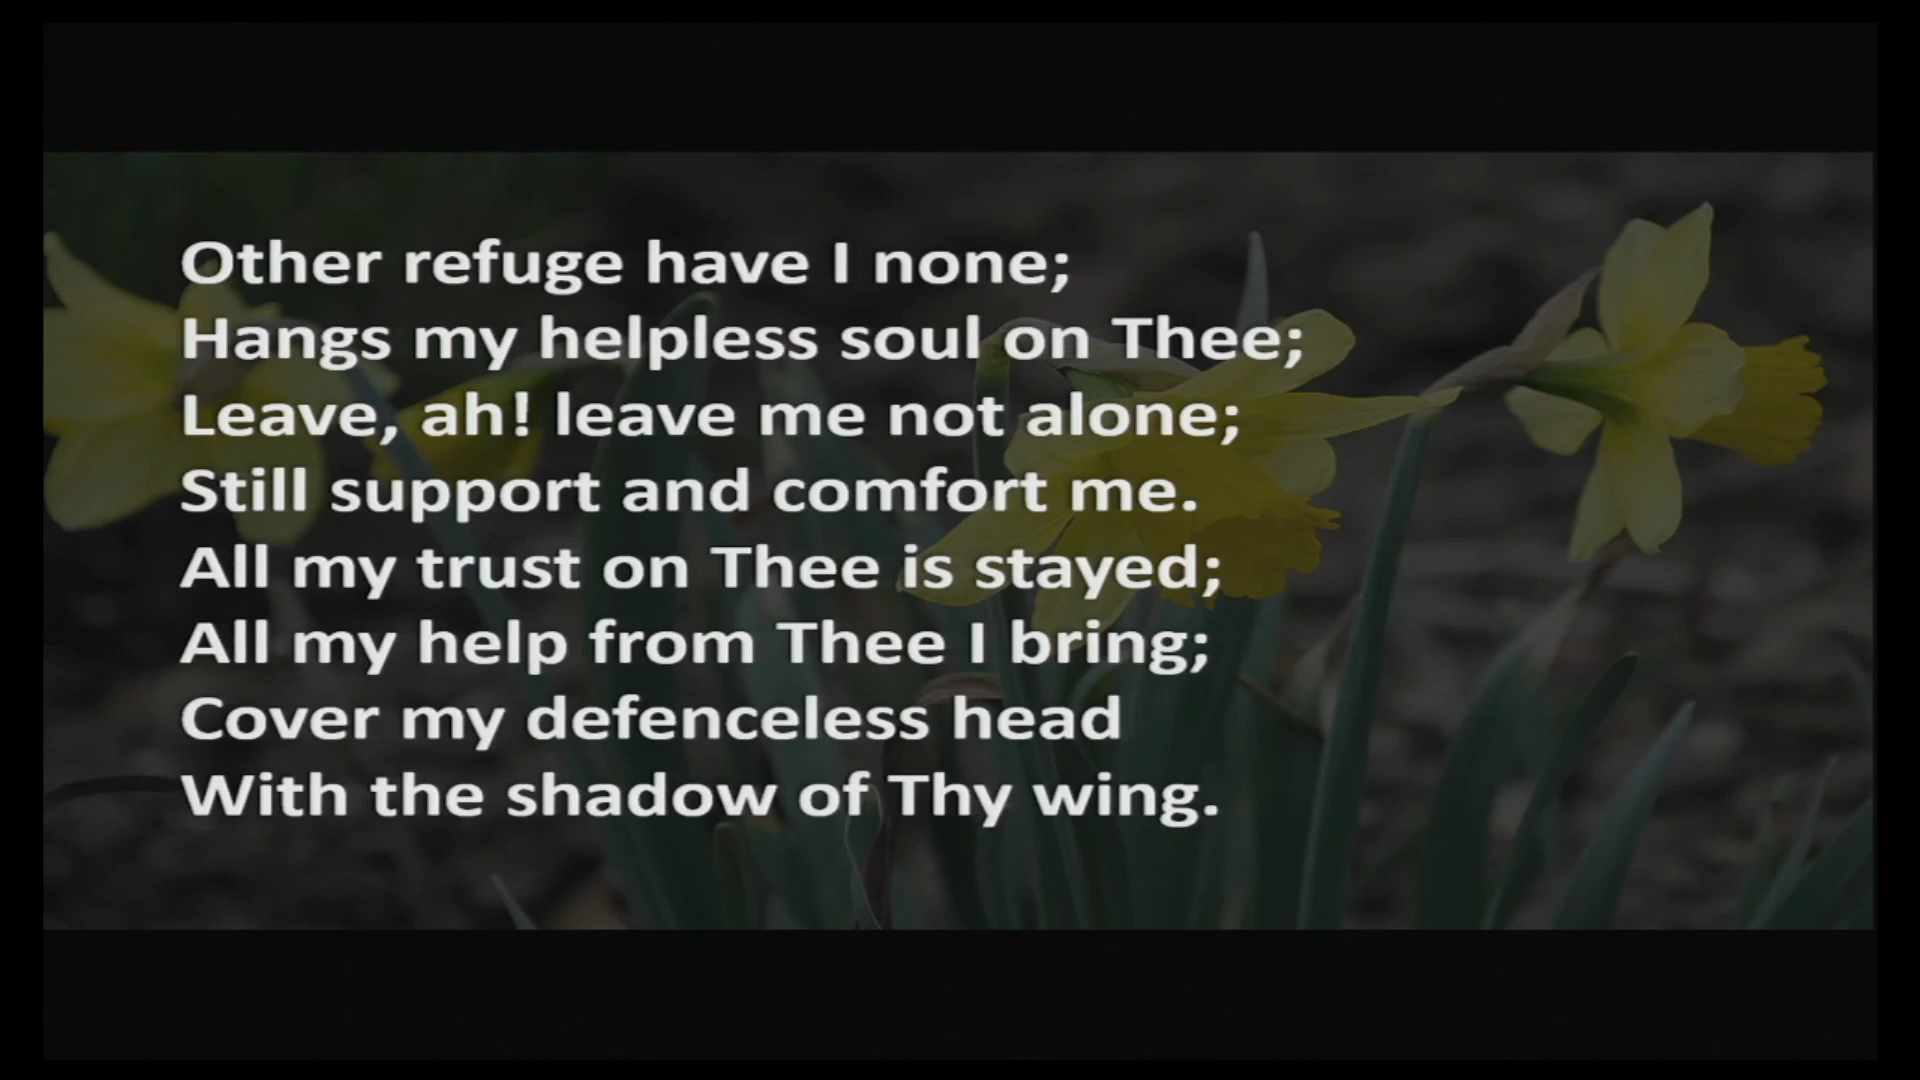 Other refuge have I none;
Hangs my helpless soul on Thee;
Leave, ah! leave me not alone;
Still support and comfort me.
All my trust on Thee is stayed;
All my help from Thee I bring;
Cover my defenceless head
With the shadow of Thy wing.